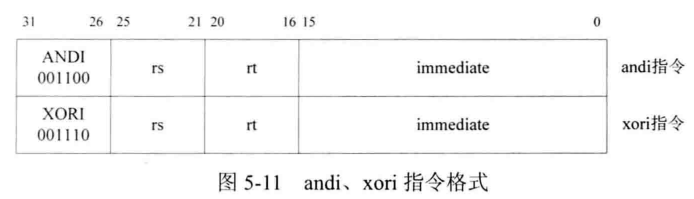 31 26 25 21 20 16 15 0
ANDI
001100 rs rt immediate andi指令
XORI
001110 rs rt immediate xori指令
图 5-11 andi、xori 指令格式